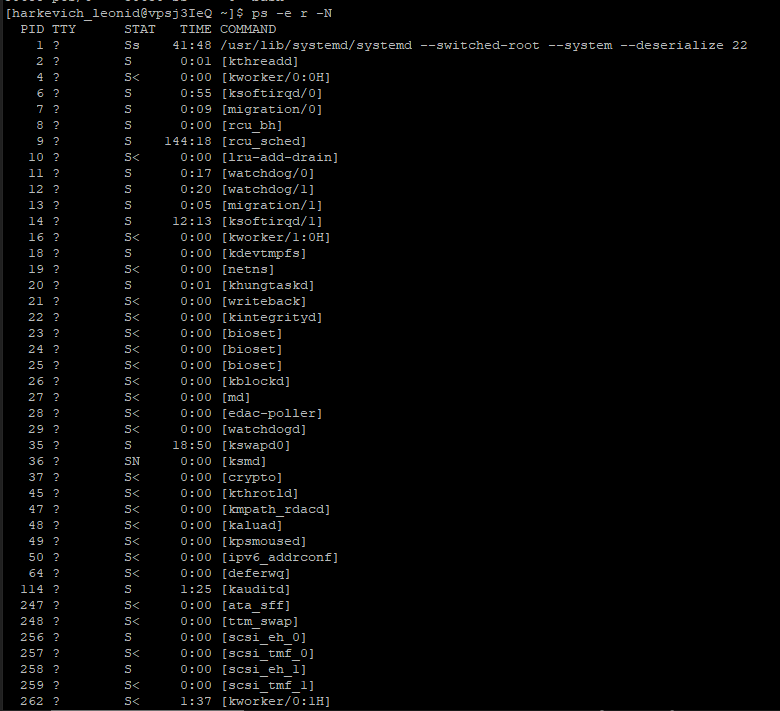 [harkevich_leonid@vpsj3IeQ ~]$ ps -e r -N
PID TTY STAT TIME COMMAND
1 ? Ss 41:48 /usr/lib/systemd/systemd --switched-root --system --deserialize 22
2 ? S 0:01 [kthreadd]
4 ? S< 0:00 [kworker/0:0H]
6 ? S 0:55 [ksoftirqd/0]
7 ? S 0:09 [migration/0]
8 ? S 0:00 [rcu_bh]
9 ? S 144:18 [rcu_sched]
10 ? S< 0:00 [lru-add-drain]
11 ? S 0:17 [watchdog/0]
12 ? S 0:20 [watchdog/1]
13 ? S 0:05 [migration/1]
14 ? S 12:13 [ksoftirqd/1]
16 ? S< 0:00 [kworker/1:0H]
18 ? S 0:00 [kdevtmpfs]
19 ? S< 0:00 [netns]
20 ? S 0:01 [khungtaskd]
21 ? S< 0:00 [writeback]
22 ? S< 0:00 [kintegrityd]
23 ? S< 0:00 [bioset]
24 ? S< 0:00 [bioset]
25 ? S< 0:00 [bioset]
26 ? S< 0:00 [kblockd]
27 ? S< 0:00 [md]
28 ? S< 0:00 [edac-poller]
29 ? S< 0:00 [watchdogd]
35 ? S 18:50 [kswapd0]
36 ? SN 0:00 [ksmd]
37 ? S< 0:00 [crypto]
45 ? S< 0:00 [kthrotld]
47 ? S< 0:00 [kmpath_rdacd]
48 ? S< 0:00 [kaluad]
49 ? S< 0:00 [kpsmoused]
50 ? S< 0:00 [ipv6_addrconf]
64 ? S< 0:00 [deferwq]
114 ? S 1:25 [kauditd]
247 ? S< 0:00 [ata_sff]
248 ? S< 0:00 [ttm_swap]
256 ? S 0:00 [scsi_eh_0]
257 ? S< 0:00 [scsi_tmf_0]
258 ? S 0:00 [scsi_eh_1]
259 ? S< 0:00 [scsi_tmf_1]
262 ? S< 1:37 [kworker/0:1H]